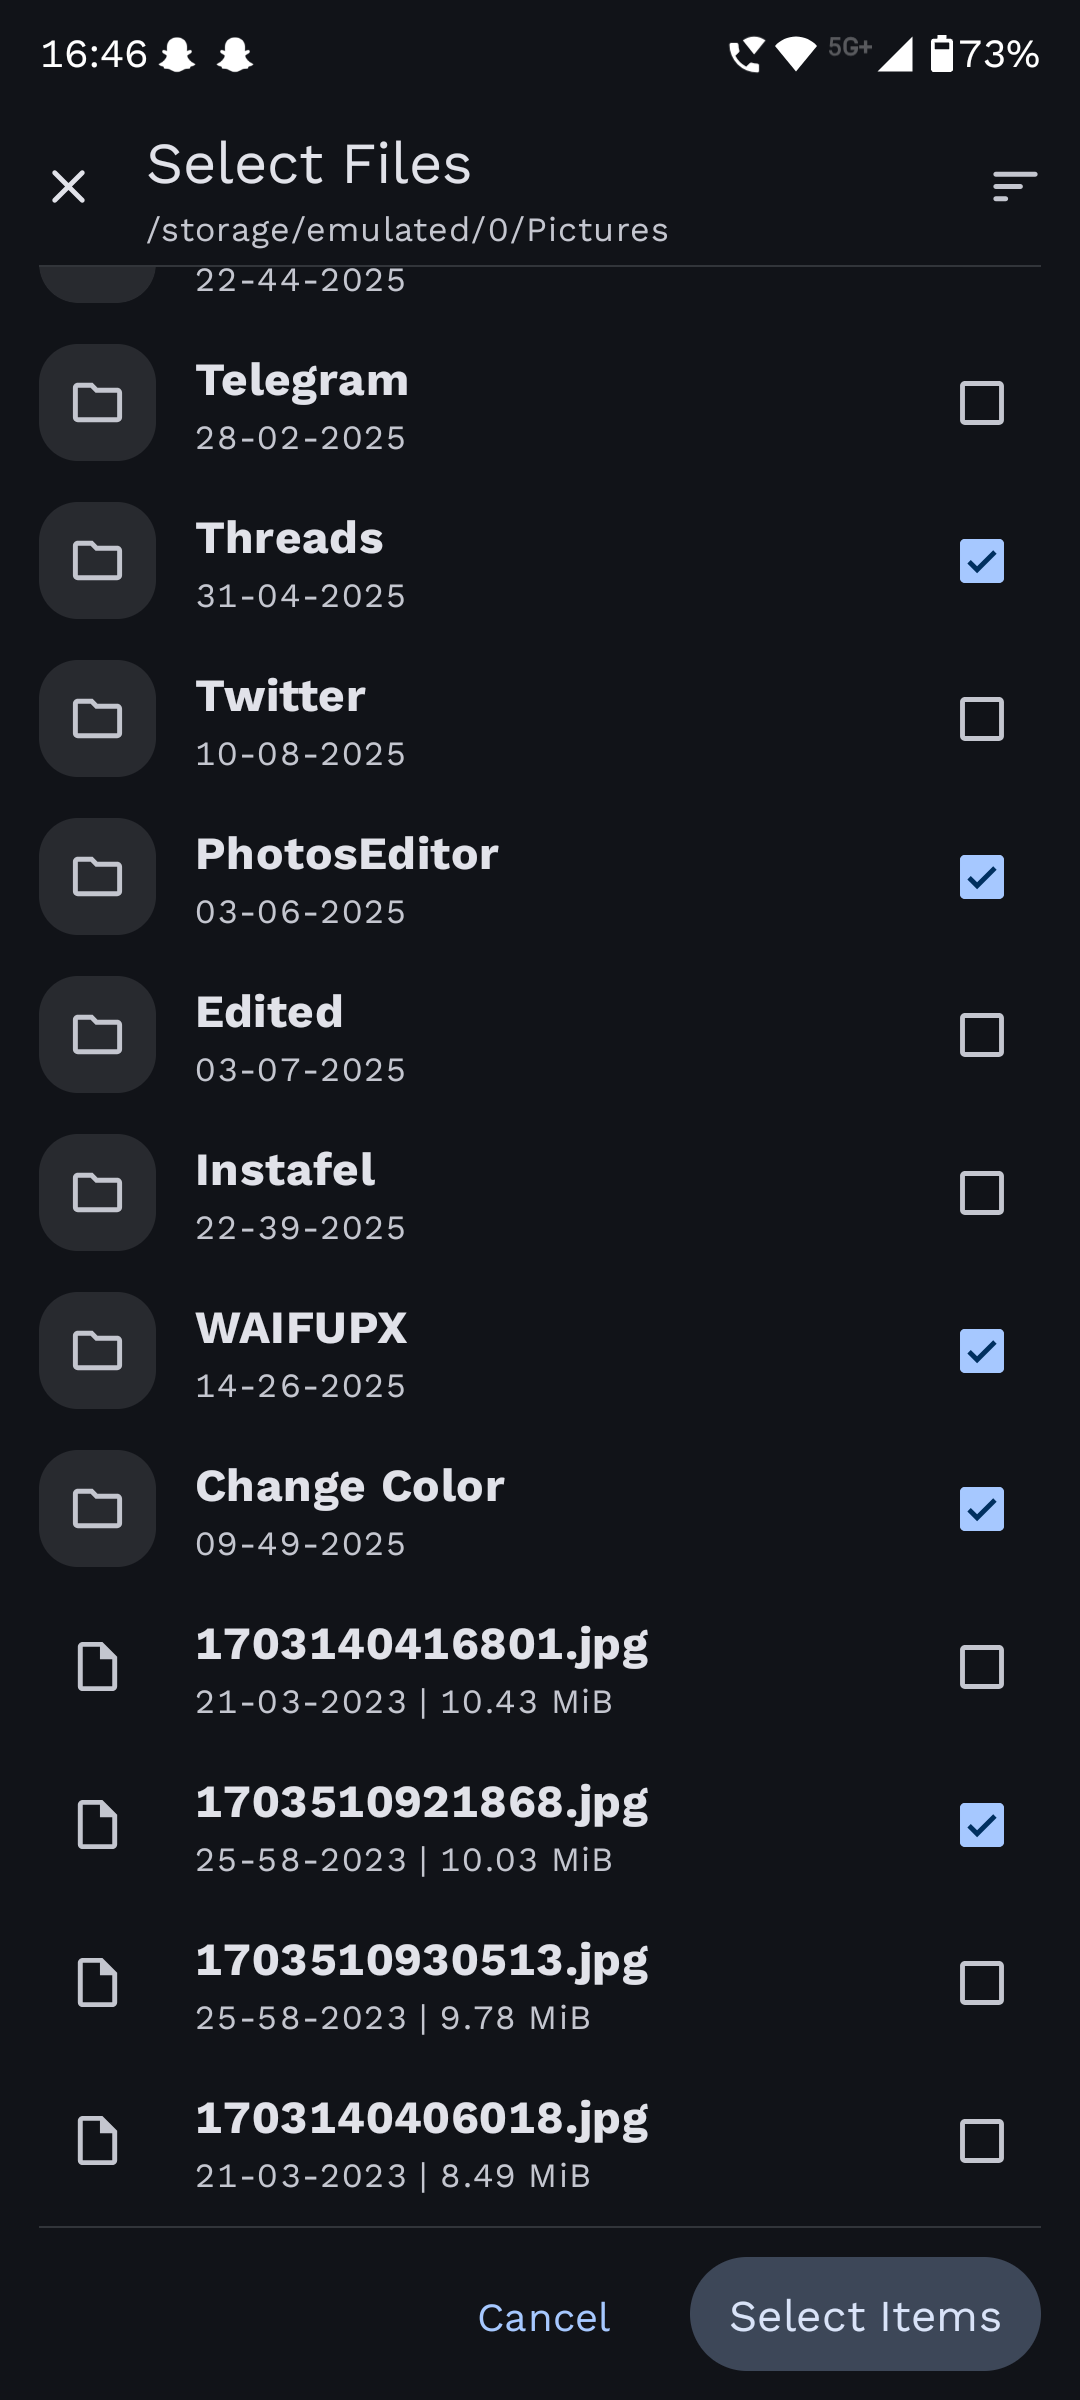 16:46
5G+
73%
Select Files
/storage/emulated/0/Pictures
22-44-2025
Telegram
28-02-2025
Threads
31-04-2025
Twitter
10-08-2025
PhotosEditor
03-06-2025
Edited
03-07-2025
Instafel
22-39-2025
WAIFUPX
14-26-2025
Change Color
09-49-2025
1703140416801.jpg
21-03-2023 | 10.43 MiB
1703510921868.jpg
25-58-2023 | 10.03 MiB
1703510930513.jpg
25-58-2023 | 9.78 MiB
1703140406018.jpg
21-03-2023 | 8.49 MiB
Cancel
Select Items